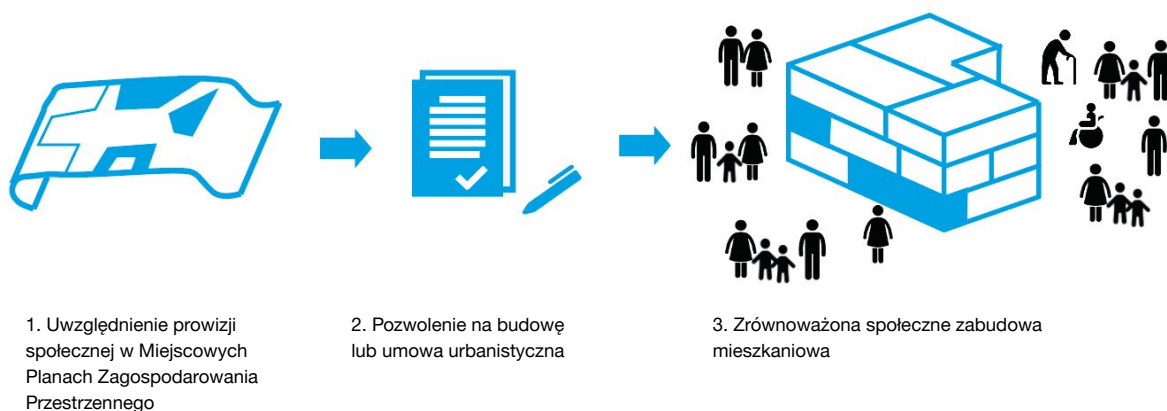 1. Uwzględnienie prowizji
społecznej w Miejscowych
Planach Zagospodarowania
Przestrzennego
2. Pozwolenie na budowę
lub umowa urbanistyczna
3. Zrównoważona społeczne zabudowa
mieszkaniowa